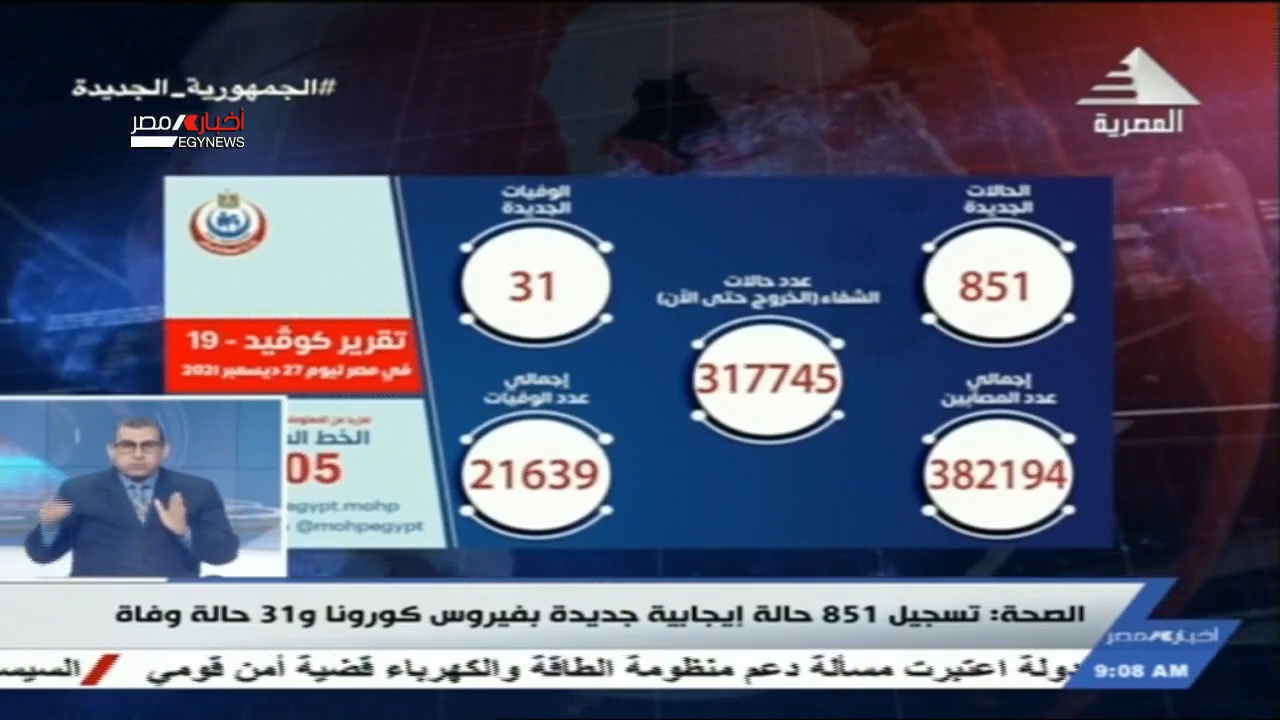 #الجمهورية_الجديدة
أخبار مصر
EGYNEWS
المصرية
الحالات
الجديدة
851
الوفيات
الجديدة
31
عدد حالات
الشفاء (الخروج حتى الآن)
317745
إجمالي
عدد المصابين
382194
إجمالي
عدد الوفيات
21639
تقرير كوڤيد - 19
في مصر ليوم 27 ديسمبر 2021
الخط
05
egypt.mohp
@mohpegypt
الصحة: تسجيل 851 حالة إيجابية جديدة بفيروس كورونا و31 حالة وفاة
أخبار مصر
دولة اعتبرت مسألة دعم منظومة الطاقة والكهرباء قضية أمن قومي / السيس
9:08 AM